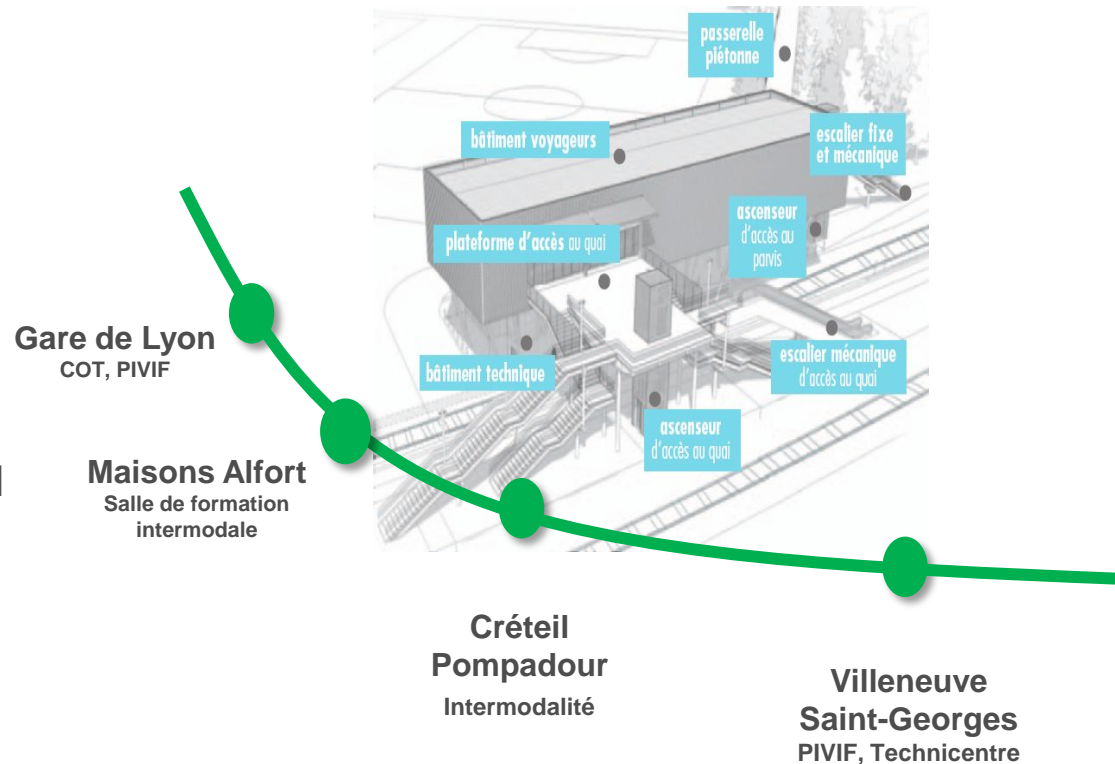 passerelle
piétonne
bâtiment voyageurs
escalier fixe
et mécanique
ascenseur
d'accès au
parvis
plateforme d'accès au quai
bâtiment technique
escalier mécanique
d'accès au quai
ascenseur
d'accès au quai
Gare de Lyon
COT, PIVIF
Maisons Alfort
Salle de formation
intermodale
Créteil
Pompadour
Intermodalité
Villeneuve
Saint-Georges
PIVIF, Technicentre